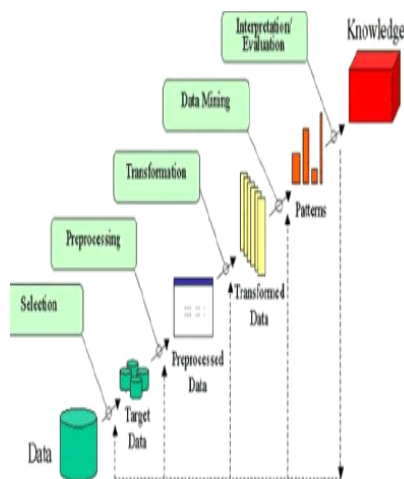 Interpretation/
Evaluation
Knowledge
Data Mining
Transformation
Patterns
Preprocessing
Transformed
Data
Selection
Preprocessed
Data
Target
Data
Data